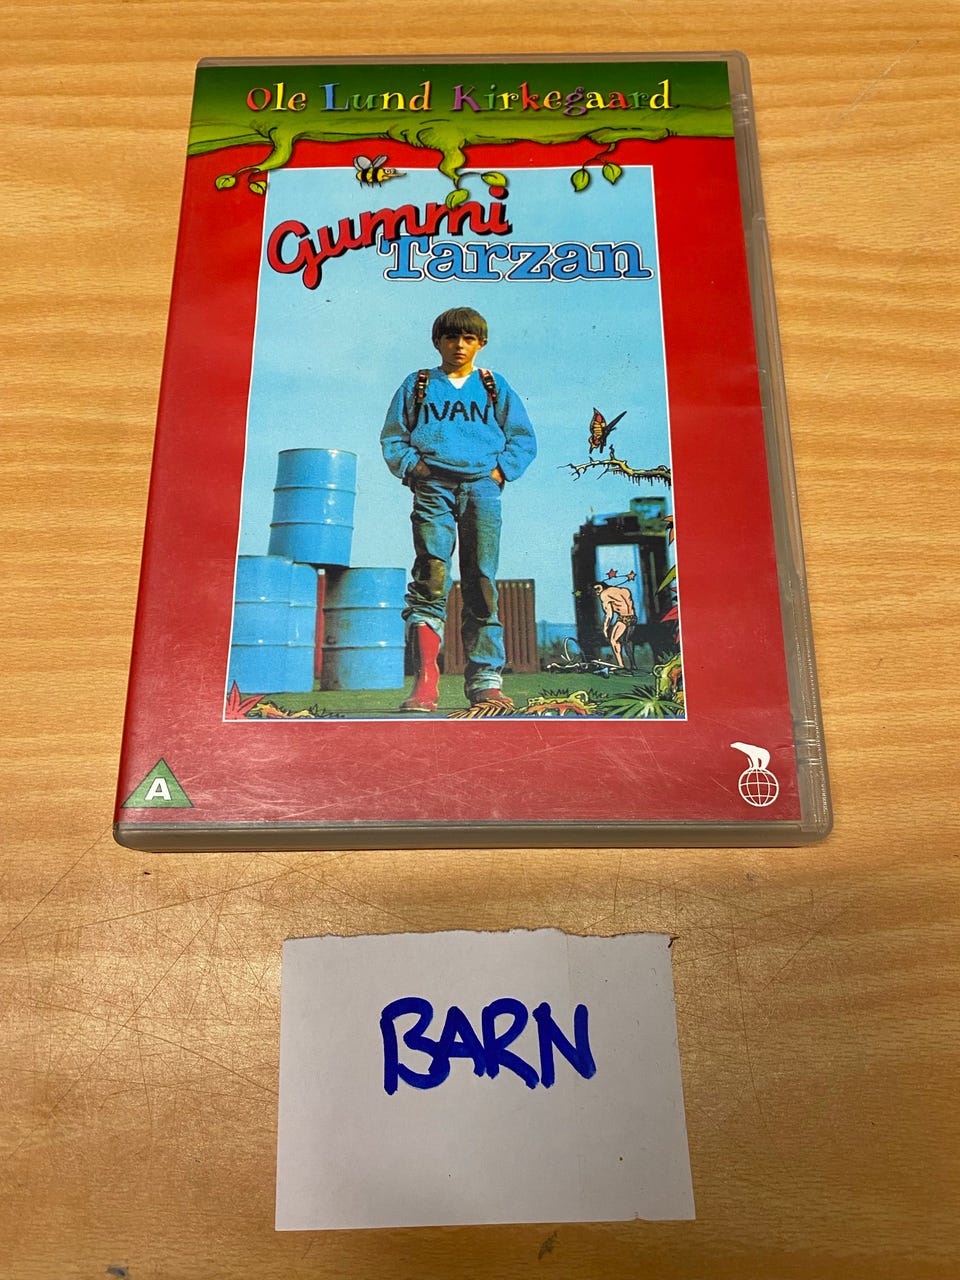 Ole Lund Kirkegaard
Gummi
Tarzan
IVAN
A
BARN